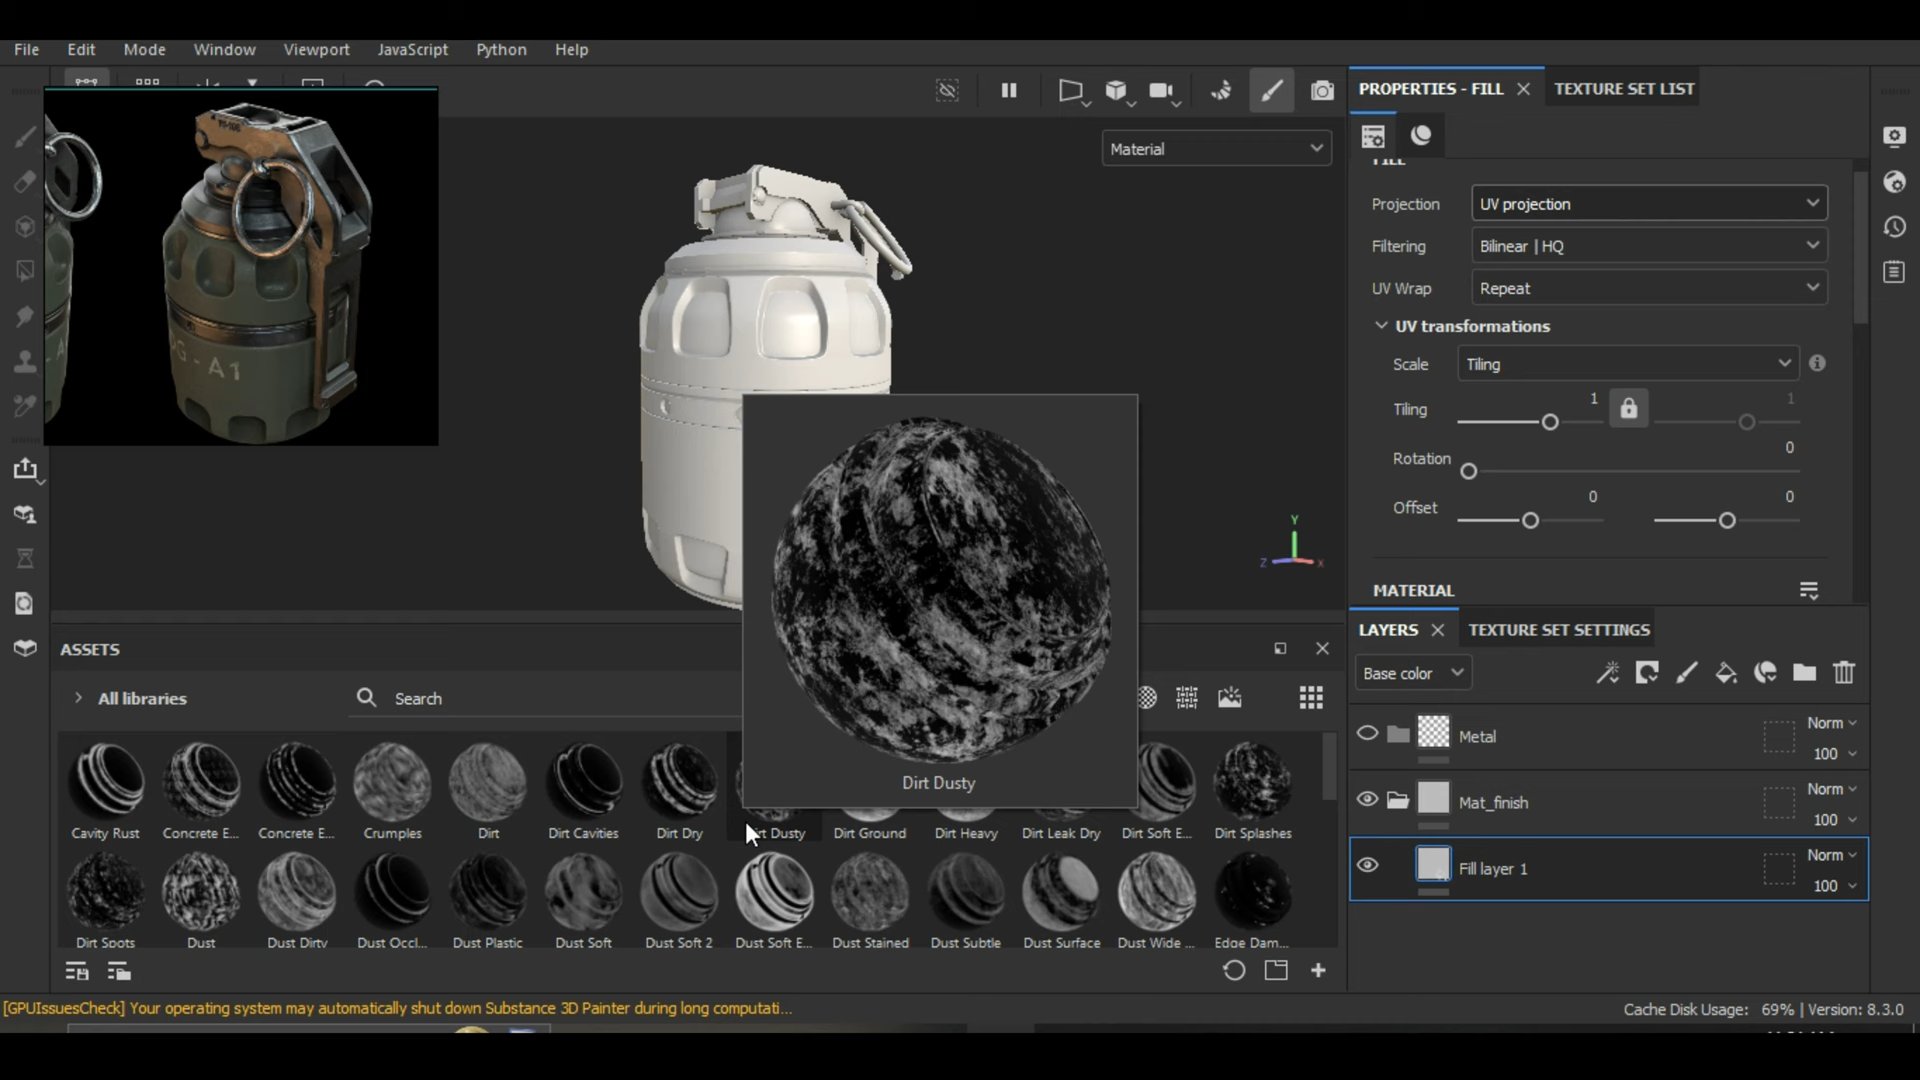 File Edit Mode Window Viewport JavaScript Python Help
PROPERTIES - FILL
TEXTURE SET LIST
OG - A1
Material
FILL
Projection UV projection
Filtering Bilinear | HQ
UV Wrap Repeat
UV transformations
Scale Tiling
Tiling 1 1
Rotation 0
Offset 0 0
Y
Z X
MATERIAL
LAYERS
TEXTURE SET SETTINGS
Base color
Metal Norm 100
Mat_finish Norm 100
Fill layer 1 Norm 100
ASSETS
All libraries
Search
Dirt Dusty
Cavity Rust Concrete E... Concrete E... Crumples Dirt Dirt Cavities Dirt Dry Dirt Dusty Dirt Ground Dirt Heavy Dirt Leak Dry Dirt Soft E... Dirt Splashes
Dirt Spots Dust Dust Dirty Dust Occl... Dust Plastic Dust Soft Dust Soft 2 Dust Soft E... Dust Stained Dust Subtle Dust Surface Dust Wide ... Edge Dam...
[GPUIssuesCheck] Your operating system may automatically shut down Substance 3D Painter during long computati...
Cache Disk Usage: 69% | Version: 8.3.0